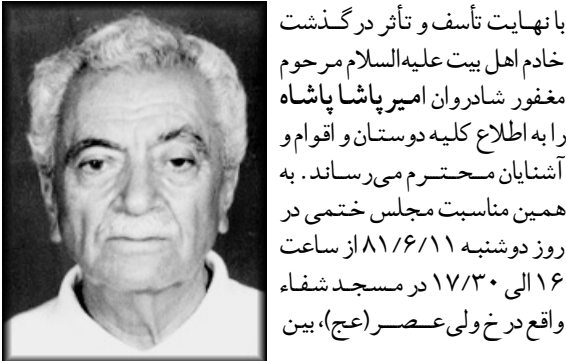 با نهایت تأسف و تأثر درگذشت
خادم اهل بیت علیه‌السلام مرحوم
مغفور شادروان امیر پاشا پاشاه
را به اطلاع کلیه دوستان و اقوام و
آشنایان محترم می‌رساند. به
همین مناسبت مجلس ختمی در
روز دوشنبه ۸۱/۶/۱۱ از ساعت
۱۶ الی ۱۷/۳۰ در مسجد شفاء
واقع در خ ولی‌عصر (عج)، بین